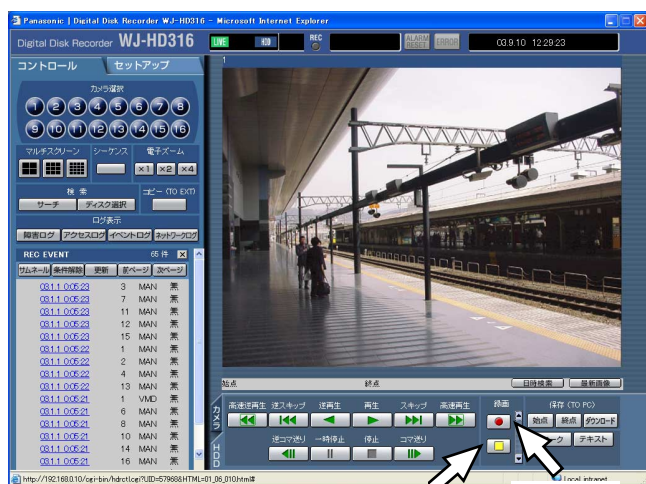 Panasonic | Digital Disk Recorder WJ-HD316 - Microsoft Internet Explorer
Digital Disk Recorder WJ-HD316
LIVE HDD REC ALARM RESET ERROR 03.9.10 12:29:23
コントロール セットアップ
1
カメラ選択
1 2 3 4 5 6 7 8
9 10 11 12 13 14 15 16
マルチスクリーン シーケンス 電子ズーム
×1 ×2 ×4
検索 コピー (TO EXT)
サーチ ディスク選択
ログ表示
障害ログ アクセスログ イベントログ ネットワークログ
REC EVENT 65 件
サムネール 条件解除 更新 前ページ 次ページ
03.1.1 0:05:23 3 MAN 無
03.1.1 0:05:23 7 MAN 無
03.1.1 0:05:23 11 MAN 無
03.1.1 0:05:23 12 MAN 無
03.1.1 0:05:23 15 MAN 無
03.1.1 0:05:22 1 MAN 無
03.1.1 0:05:22 2 MAN 無
03.1.1 0:05:22 4 MAN 無
03.1.1 0:05:22 13 MAN 無
03.1.1 0:05:21 1 VMD 無
03.1.1 0:05:21 6 MAN 無
03.1.1 0:05:21 8 MAN 無
03.1.1 0:05:21 10 MAN 無
03.1.1 0:05:21 14 MAN 無
03.1.1 0:05:21 16 MAN 無
始点 終点 日時検索 最新画像
カメラ
HDD
高速逆再生 逆スキップ 逆再生 再生 スキップ 高速再生 録画 保存 (TO PC)
始点 終点 ダウンロード
逆コマ送り 一時停止 停止 コマ送り
ーク テキスト
http://192.168.0.10/cgi-bin/hdrctl.cgi?UID=57968&HTML=01_06_010.html# Local intranet